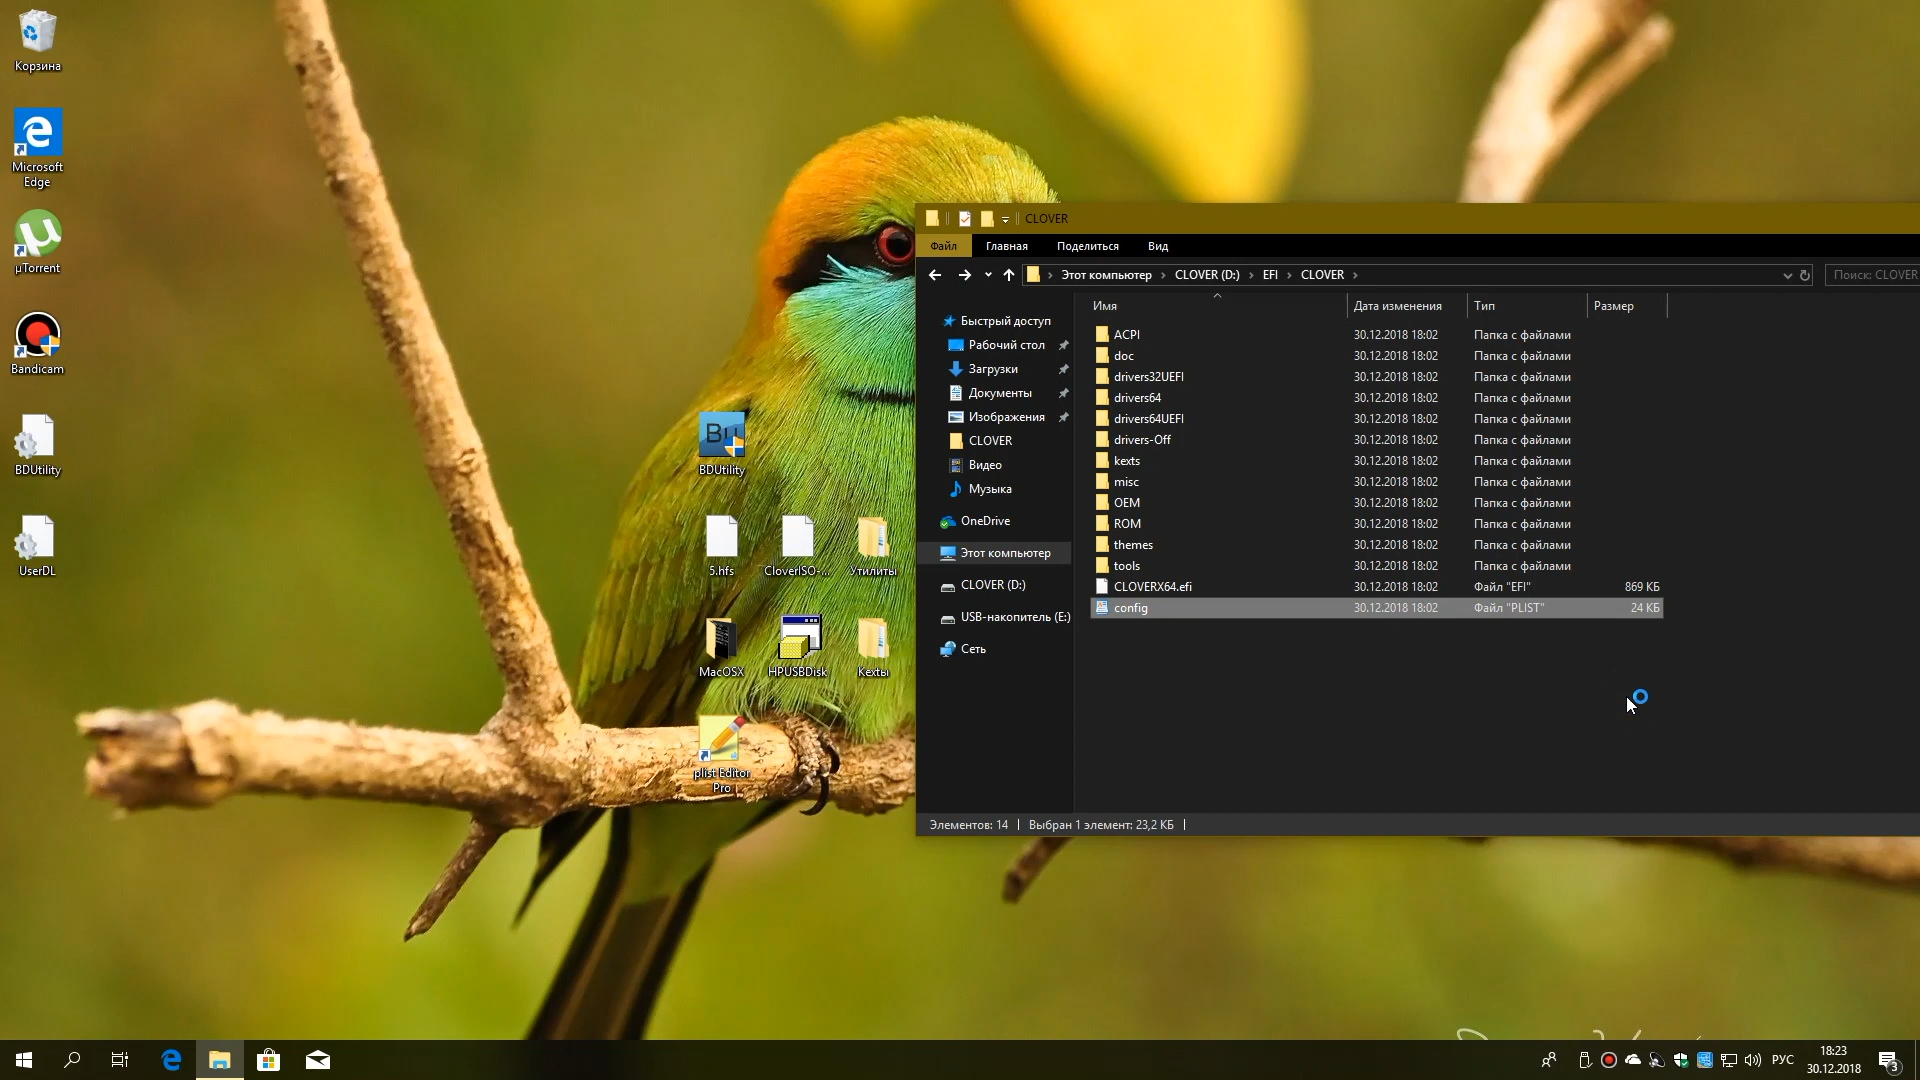 Корзина
Microsoft
Edge
µTorrent
Bandicam
BDUtility
UserDL
BDUtility
5.hfs
CloverISO-...
Утилиты
MacOSX
HPUSBDisk
Kexты
plist Editor
Pro
CLOVER
Файл
Главная
Поделиться
Вид
Этот компьютер
CLOVER (D:)
EFI
CLOVER
Поиск: CLOVER
Быстрый доступ
Рабочий стол
Загрузки
Документы
Изображения
CLOVER
Видео
Музыка
OneDrive
Этот компьютер
CLOVER (D:)
USB-накопитель (E:)
Сеть
Имя Дата изменения Тип Размер
ACPI 30.12.2018 18:02 Папка с файлами
doc 30.12.2018 18:02 Папка с файлами
drivers32UEFI 30.12.2018 18:02 Папка с файлами
drivers64 30.12.2018 18:02 Папка с файлами
drivers64UEFI 30.12.2018 18:02 Папка с файлами
drivers-Off 30.12.2018 18:02 Папка с файлами
kexts 30.12.2018 18:02 Папка с файлами
misc 30.12.2018 18:02 Папка с файлами
OEM 30.12.2018 18:02 Папка с файлами
ROM 30.12.2018 18:02 Папка с файлами
themes 30.12.2018 18:02 Папка с файлами
tools 30.12.2018 18:02 Папка с файлами
CLOVERX64.efi 30.12.2018 18:02 Файл "EFI" 869 КБ
config 30.12.2018 18:02 Файл "PLIST" 24 КБ
Элементов: 14
Выбран 1 элемент: 23,2 КБ
РУС
18:23
30.12.2018
3